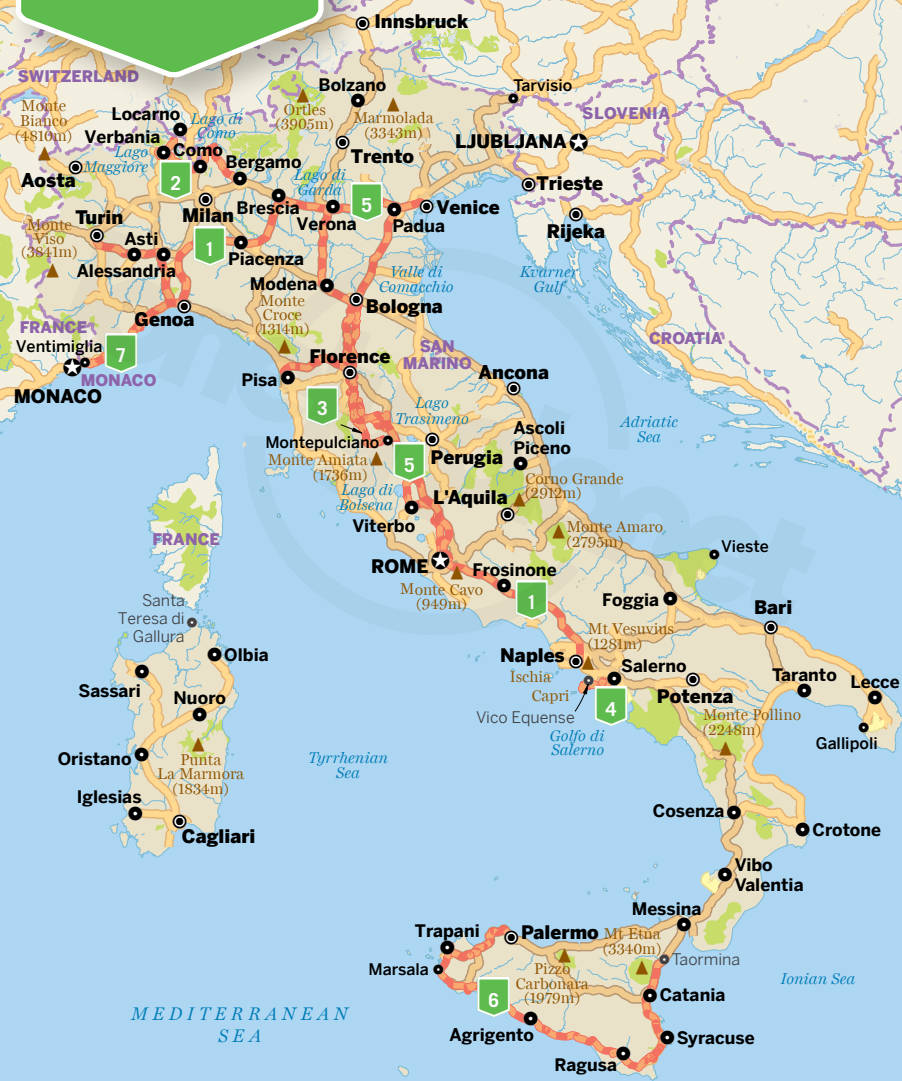 Innsbruck
SWITZERLAND
Bolzano
Tarvisio
Monte
Bianco
(4810m)
Locarno
Lago di
Como
Ortles
(3905m)
Marmolada
(3343m)
SLOVENIA
Verbania
Como
LJUBLJANA
Lago
Maggiore
Bergamo
Trento
Aosta
2
Lago di
Garda
5
Trieste
Milan
Brescia
Verona
Padua
Venice
Turin
Monte
Viso
(3841m)
Asti
1
Piacenza
Rijeka
Alessandria
Modena
Valle di
Comacchio
Kvarner
Gulf
Monte
Croce
(1314m)
Bologna
Genoa
FRANCE
Ventimiglia
7
MONACO
MONACO
Florence
SAN
MARINO
CROATIA
Pisa
Ancona
3
Lago
Trasimeno
Adriatic
Sea
Montepulciano
Ascoli
Piceno
Monte Amiata
(1736m)
5
Perugia
Corno Grande
(2912m)
Lago di
Bolsena
L'Aquila
Viterbo
Monte Amaro
(2795m)
FRANCE
Vieste
ROME
Frosinone
Monte Cavo
(949m)
1
Foggia
Santa
Teresa di
Gallura
Bari
Mt Vesuvius
(1281m)
Olbia
Naples
Ischia
Salerno
Capri
Potenza
Taranto
Lecce
Sassari
Nuoro
Vico Equense
4
Monte Pollino
(2248m)
Golfo di
Salerno
Gallipoli
Oristano
Punta
La Marmora
(1834m)
Tyrrhenian
Sea
Iglesias
Cosenza
Cagliari
Crotone
Vibo
Valentia
Messina
Trapani
Palermo
Mt Etna
(3340m)
Marsala
Taormina
Pizzo
Carbonara
(1979m)
Ionian Sea
6
Catania
MEDITERRANEAN
SEA
Agrigento
Syracuse
Ragusa